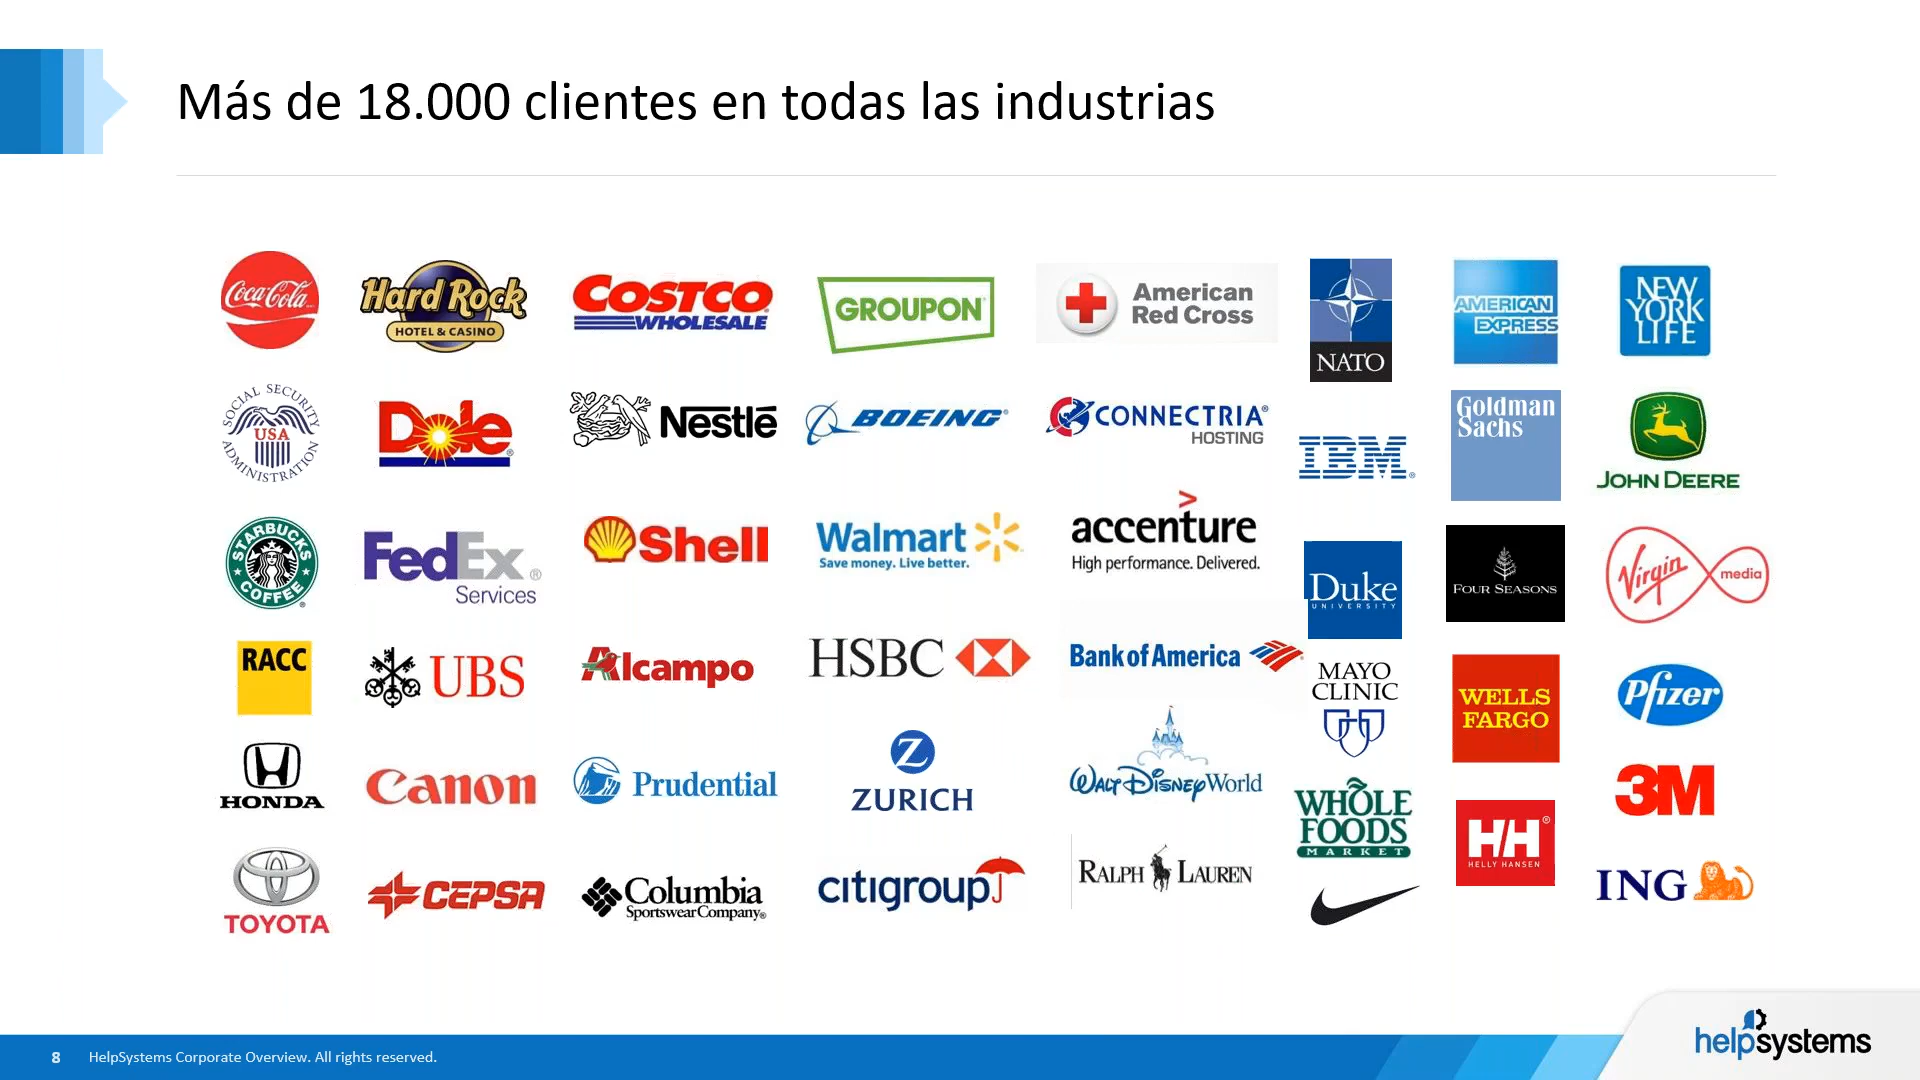 Más de 18.000 clientes en todas las industrias
Coca-Cola
Hard Rock
HOTEL & CASINO
COSTCO
WHOLESALE
GROUPON
American
Red Cross
NATO
AMERICAN
EXPRESS
NEW
YORK
LIFE
SOCIAL SECURITY
USA
ADMINISTRATION
Dole®
Nestlē
BOEING®
CONNECTRIA®
HOSTING
IBM®
Goldman
Sachs
JOHN DEERE
STARBUCKS
COFFEE®
FedEx®
Services
Shell
Walmart
Save money. Live better.
>
accenture
High performance. Delivered.
Duke
UNIVERSITY
FOUR SEASONS
Virgin media
RACC
UBS
Alcampo
HSBC
Bank of America
MAYO
CLINIC
WELLS
FARGO
Pfizer
HONDA
Canon
Prudential
Z
ZURICH
WALT DISNEY World
WHOLE
FOODS
MARKET
HH®
HELLY HANSEN
3M
TOYOTA
CEPSA
Columbia
Sportswear Company®
citigroup
RALPH LAUREN
ING
8 HelpSystems Corporate Overview. All rights reserved.
helpsystems